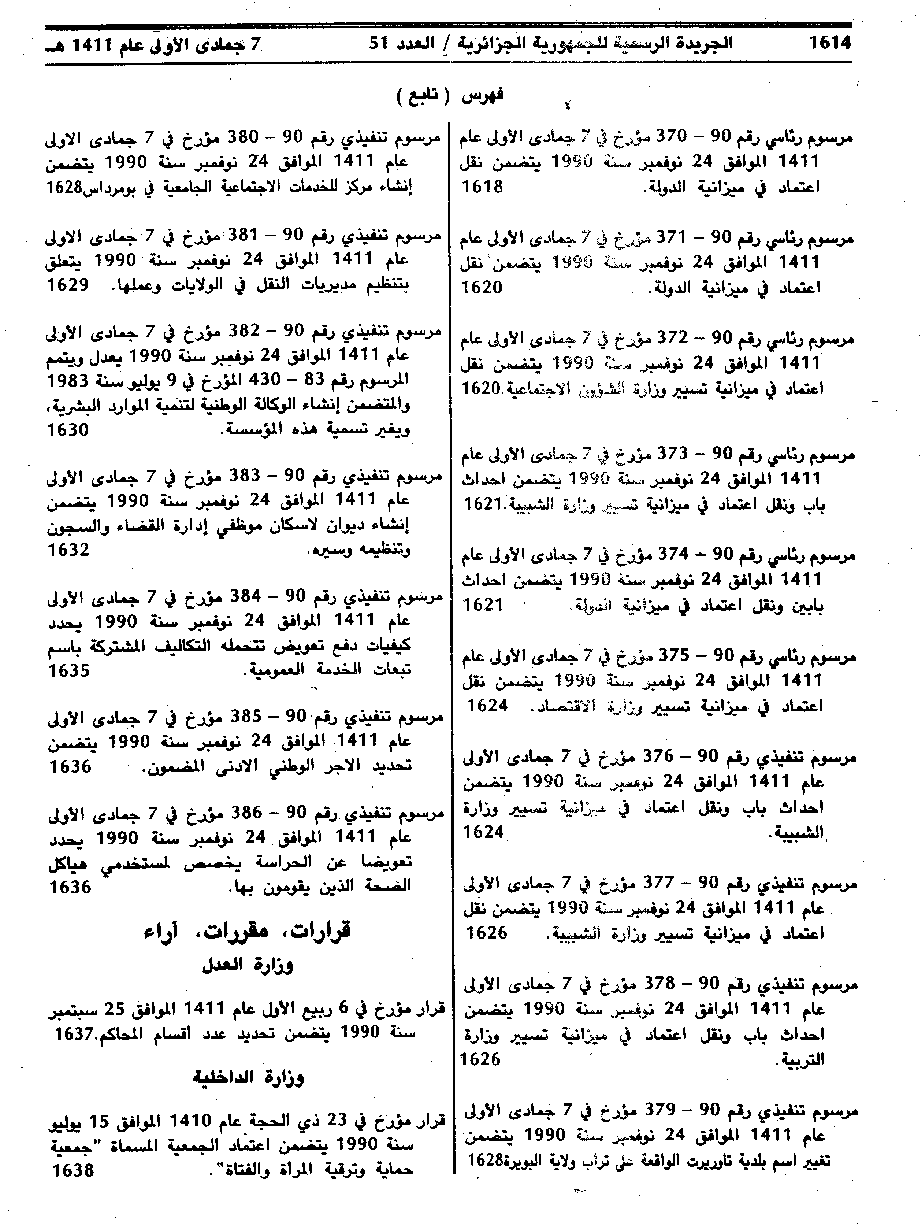 1614 الجريدة الرسمية للجمهورية الجزائرية / العدد 51 7 جمادى الأولى عام 1411 هـ
فهرس ( تابع )
مرسوم رئاسي رقم 90 – 370 مؤرخ في 7 جمادى الأولى عام
1411 الموافق 24 نوفمبر سنة 1990 يتضمن نقل
اعتماد في ميزانية الدولة. 1618
مرسوم رئاسي رقم 90 – 371 مؤرخ في 7 جمادى الأولى عام
1411 الموافق 24 نوفمبر سنة 1990 يتضمن نقل
اعتماد في ميزانية الدولة. 1620
مرسوم رئاسي رقم 90 – 372 مؤرخ في 7 جمادى الأولى عام
1411 الموافق 24 نوفمبر سنة 1990 يتضمن نقل
اعتماد في ميزانية تسيير وزارة الشؤون الاجتماعية.1620
مرسوم رئاسي رقم 90 – 373 مؤرخ في 7 جمادى الأولى عام
1411 الموافق 24 نوفمبر سنة 1990 يتضمن احداث
باب ونقل اعتماد في ميزانية تسيير وزارة الشبيبة.1621
مرسوم رئاسي رقم 90 – 374 مؤرخ في 7 جمادى الأولى عام
1411 الموافق 24 نوفمبر سنة 1990 يتضمن احداث
بابين ونقل اعتماد في ميزانية الدولة. 1621
مرسوم رئاسي رقم 90 – 375 مؤرخ في 7 جمادى الأولى عام
1411 الموافق 24 نوفمبر سنة 1990 يتضمن نقل
اعتماد في ميزانية تسيير وزارة الاقتصاد. 1624
مرسوم تنفيذي رقم 90 – 376 مؤرخ في 7 جمادى الأولى
عام 1411 الموافق 24 نوفمبر سنة 1990 يتضمن
احداث باب ونقل اعتماد في ميزانية تسيير وزارة
الشبيبة. 1624
مرسوم تنفيذي رقم 90 – 377 مؤرخ في 7 جمادى الأولى
عام 1411 الموافق 24 نوفمبر سنة 1990 يتضمن نقل
اعتماد في ميزانية تسيير وزارة الشبيبة. 1626
مرسوم تنفيذي رقم 90 – 378 مؤرخ في 7 جمادى الأولى
عام 1411 الموافق 24 نوفمبر سنة 1990 يتضمن
احداث باب ونقل اعتماد في ميزانية تسيير وزارة
التربية. 1626
مرسوم تنفيذي رقم 90 – 379 مؤرخ في 7 جمادى الأولى
عام 1411 الموافق 24 نوفمبر سنة 1990 يتضمن
تغيير اسم بلدية تاوريرت الواقعة على تراب ولاية البويرة1628
مرسوم تنفيذي رقم 90 – 380 مؤرخ في 7 جمادى الأولى
عام 1411 الموافق 24 نوفمبر سنة 1990 يتضمن
إنشاء مركز للخدمات الاجتماعية الجامعية في بومرداس1628
مرسوم تنفيذي رقم 90 – 381 مؤرخ في 7 جمادى الأولى
عام 1411 الموافق 24 نوفمبر سنة 1990 يتعلق
بتنظيم مديريات النقل في الولايات وعملها. 1629
مرسوم تنفيذي رقم 90 – 382 مؤرخ في 7 جمادى الأولى
عام 1411 الموافق 24 نوفمبر سنة 1990 يعدل ويتمم
المرسوم رقم 83 – 430 المؤرخ في 9 يوليو سنة 1983
والمتضمن إنشاء الوكالة الوطنية لتنمية الموارد البشرية،
ويغير تسمية هذه المؤسسة. 1630
مرسوم تنفيذي رقم 90 – 383 مؤرخ في 7 جمادى الأولى
عام 1411 الموافق 24 نوفمبر سنة 1990 يتضمن
إنشاء ديوان لاسكان موظفي إدارة القضاء والسجون
وتنظيمه وسيره. 1632
مرسوم تنفيذي رقم 90 – 384 مؤرخ في 7 جمادى الأولى
عام 1411 الموافق 24 نوفمبر سنة 1990 يحدد
كيفيات دفع تعويض تتحمله التكاليف المشتركة باسم
تبعات الخدمة العمومية. 1635
مرسوم تنفيذي رقم 90 – 385 مؤرخ في 7 جمادى الأولى
عام 1411 الموافق 24 نوفمبر سنة 1990 يتضمن
تحديد الاجر الوطني الادنى المضمون. 1636
مرسوم تنفيذي رقم 90 – 386 مؤرخ في 7 جمادى الأولى
عام 1411 الموافق 24 نوفمبر سنة 1990 يحدد
تعويضا عن الحراسة يخصص لمستخدمي هياكل
الصحة الذين يقومون بها. 1636
قرارات، مقررات، آراء
وزارة العدل
قرار مؤرخ في 6 ربيع الأول عام 1411 الموافق 25 سبتمبر
سنة 1990 يتضمن تحديد عدد أقسام المحاكم.1637
وزارة الداخلية
قرار مؤرخ في 23 ذي الحجة عام 1410 الموافق 15 يوليو
سنة 1990 يتضمن اعتماد الجمعية المسماة "جمعية
حماية وترقية المرأة والفتاة". 1638